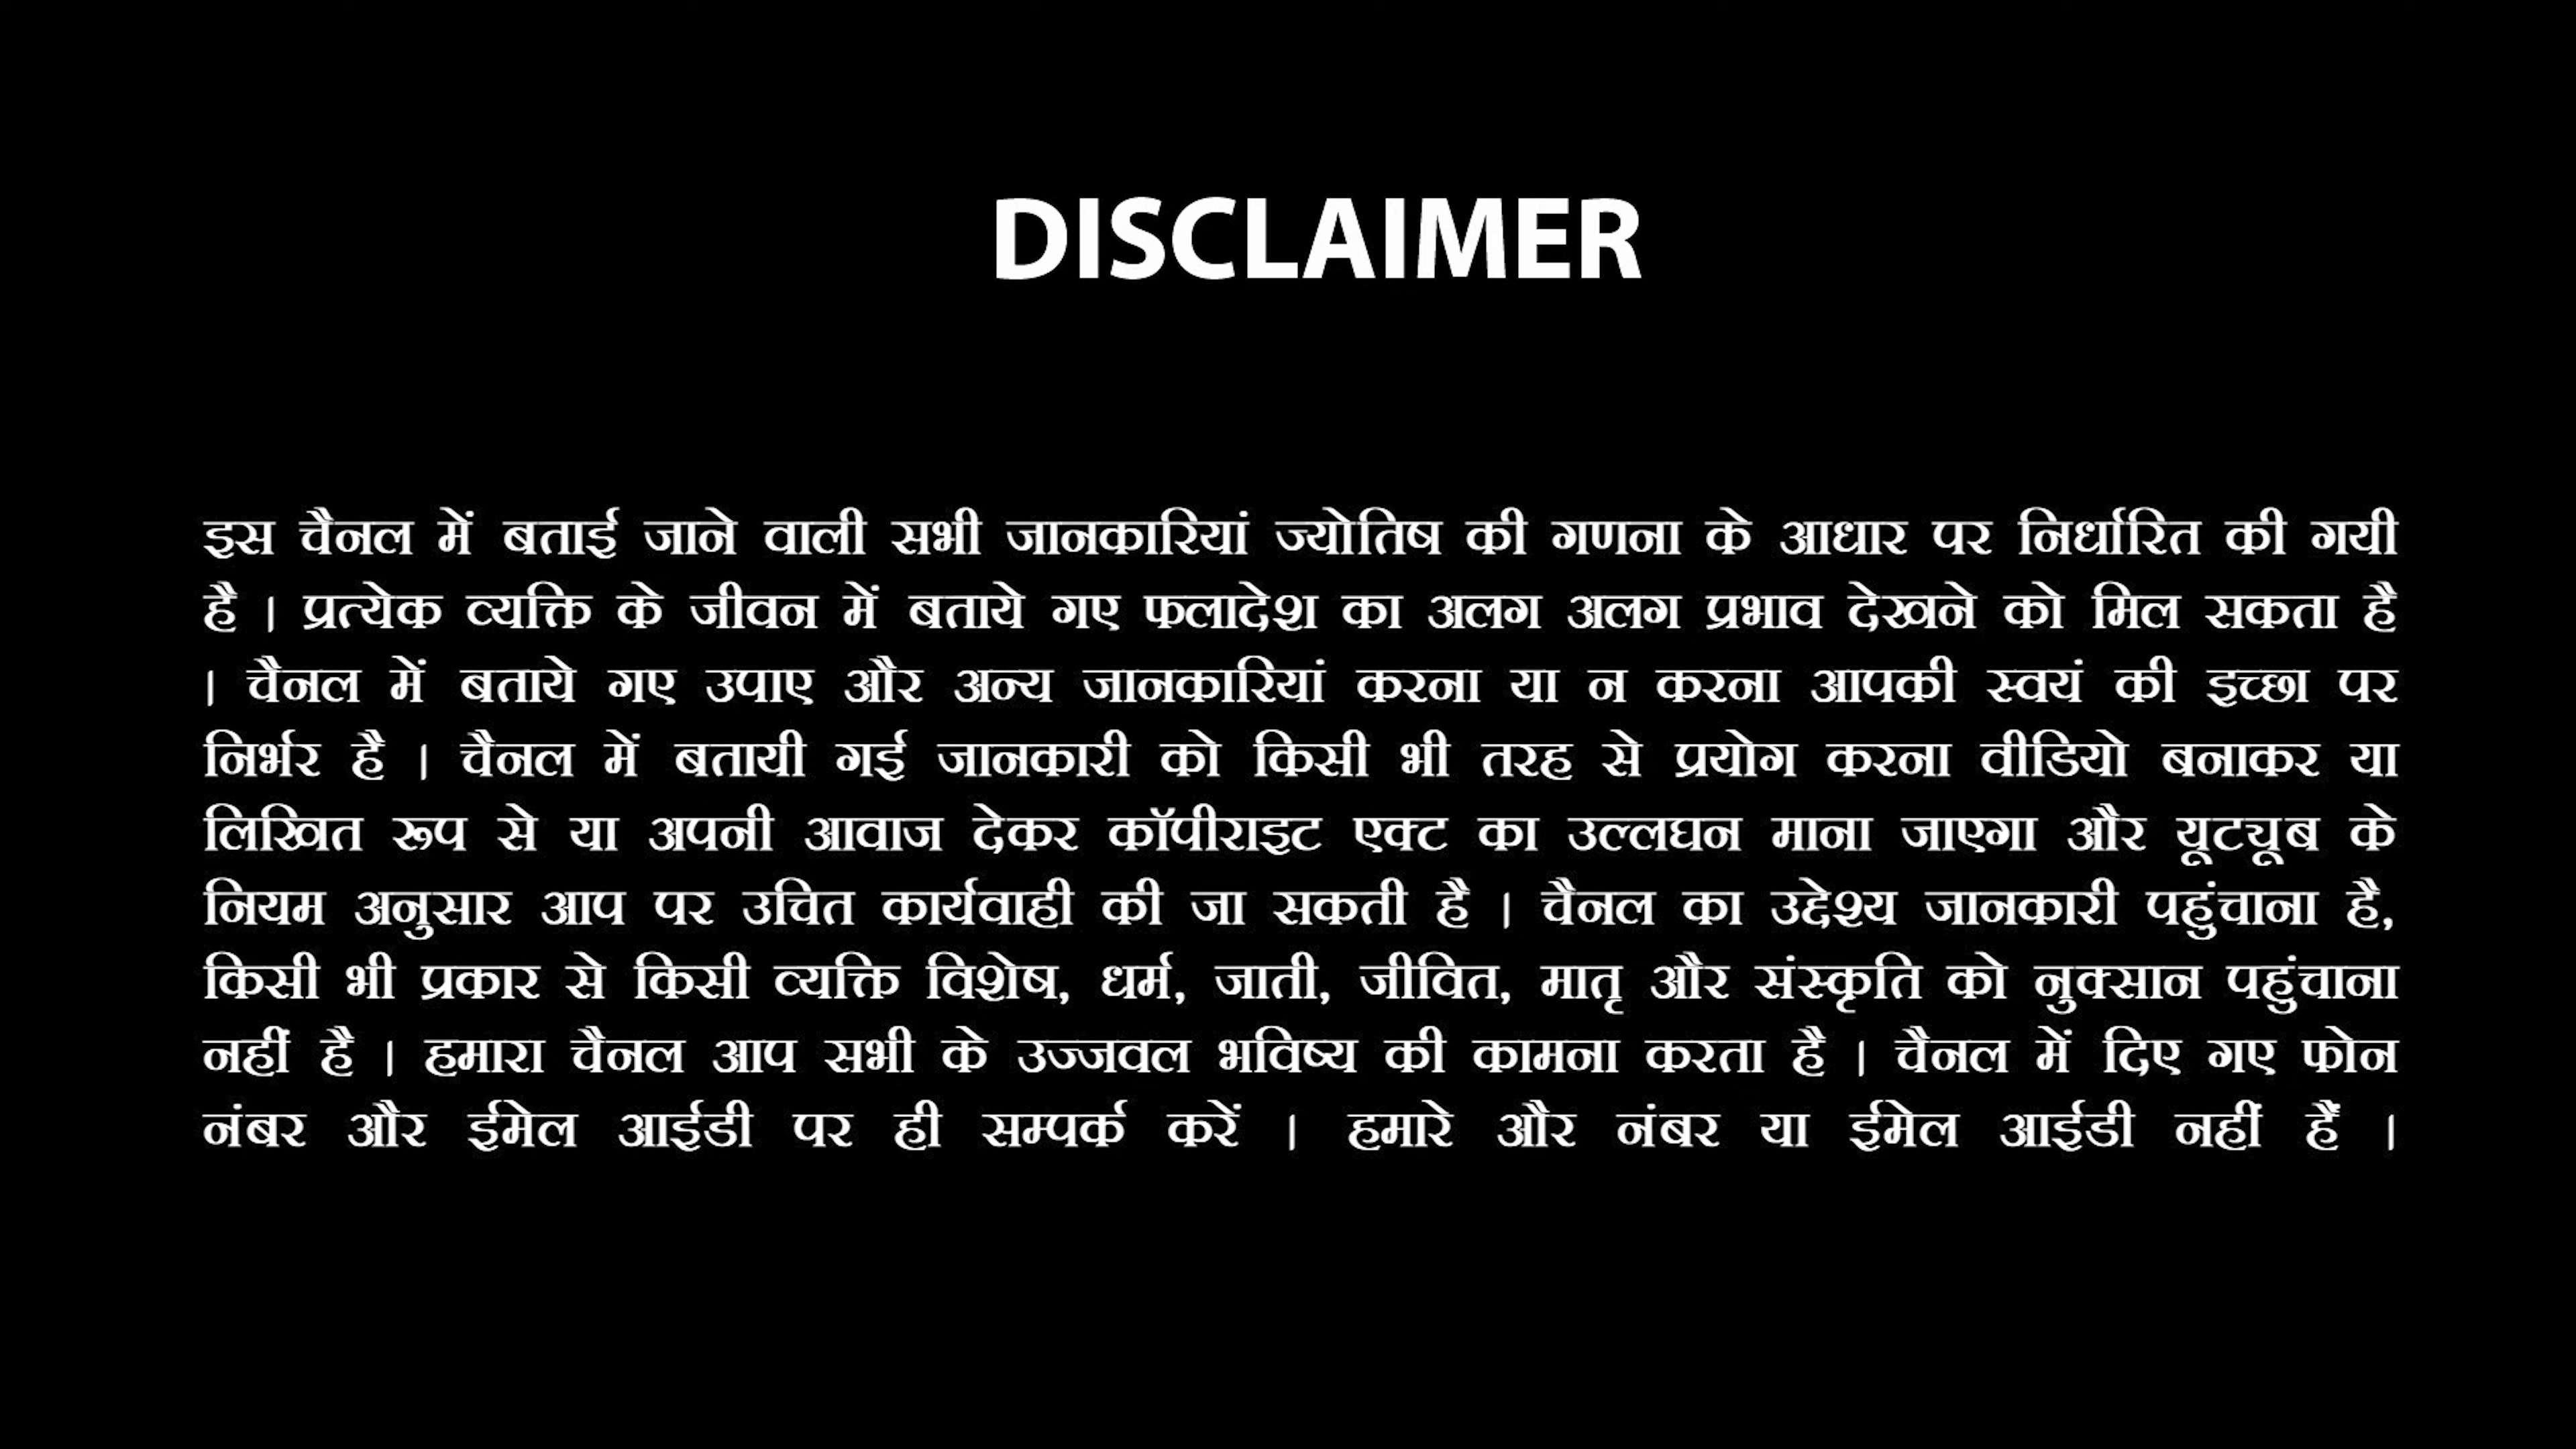 DISCLAIMER
इस चैनल में बताई जाने वाली सभी जानकारियां ज्योतिष की गणना के आधार पर निर्धारित की गयी
है । प्रत्येक व्यक्ति के जीवन में बताये गए फलादेश का अलग अलग प्रभाव देखने को मिल सकता है
। चैनल में बताये गए उपाए और अन्य जानकारियां करना या न करना आपकी स्वयं की इच्छा पर
निर्भर है । चैनल में बतायी गई जानकारी को किसी भी तरह से प्रयोग करना वीडियो बनाकर या
लिखित रूप से या अपनी आवाज देकर कॉपीराइट एक्ट का उल्लघन माना जाएगा और यूट्यूब के
नियम अनुसार आप पर उचित कार्यवाही की जा सकती है । चैनल का उद्देश्य जानकारी पहुंचाना है,
किसी भी प्रकार से किसी व्यक्ति विशेष, धर्म, जाती, जीवित, मातृ और संस्कृति को नुक्सान पहुंचाना
नहीं है । हमारा चैनल आप सभी के उज्जवल भविष्य की कामना करता है । चैनल में दिए गए फोन
नंबर और ईमेल आईडी पर ही सम्पर्क करें । हमारे और नंबर या ईमेल आईडी नहीं हैं ।